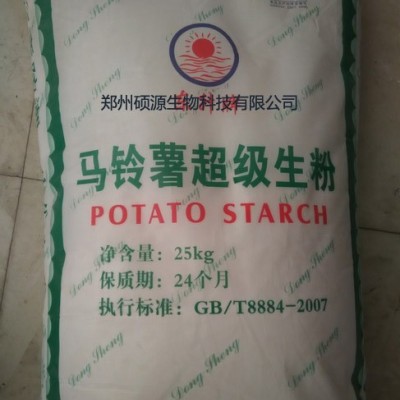 郑州硕源生物科技有限公司
马铃薯超级生粉
POTATO STARCH
净含量：25kg
保质期：24个月
执行标准：GB/T8884-2007
Dong Sheng